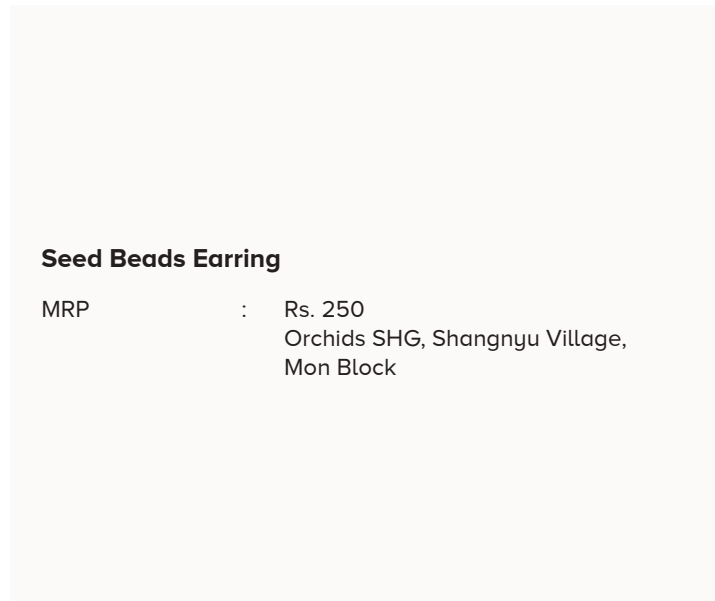 Seed Beads Earring
MRP : Rs. 250
Orchids SHG, Shangnyu Village,
Mon Block